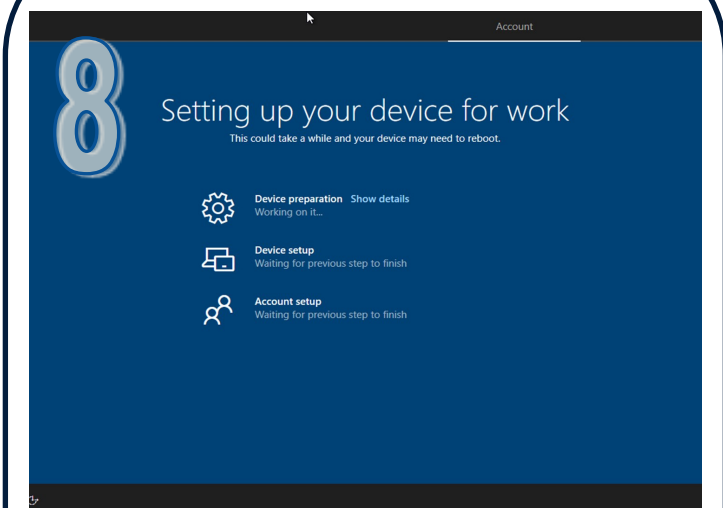 Account
8
Setting up your device for work
This could take a while and your device may need to reboot.
Device preparation Show details
Working on it...
Device setup
Waiting for previous step to finish
Account setup
Waiting for previous step to finish